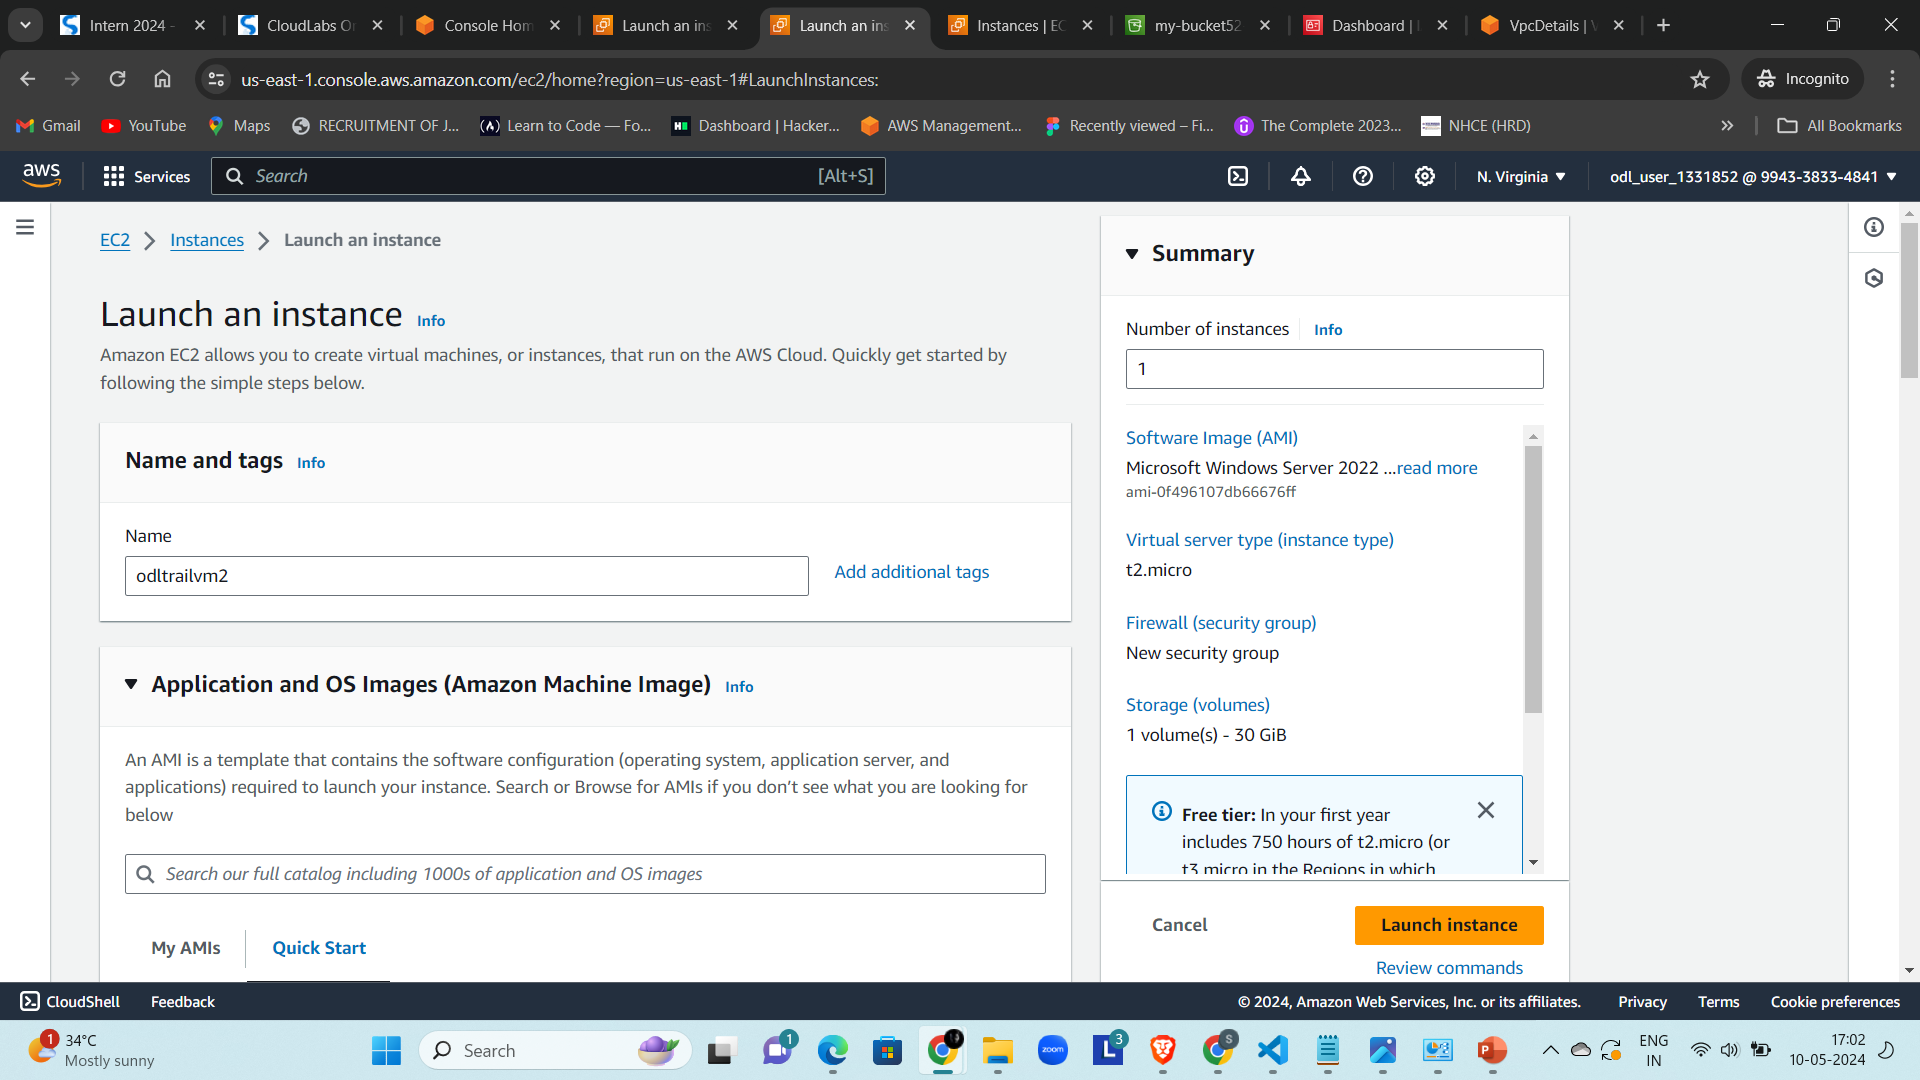 Intern 2024 -
CloudLabs
Console Hom
Launch an ins
Launch an ins
Instances | EC
my-bucket52
Dashboard |
VpcDetails |
us-east-1.console.aws.amazon.com/ec2/home?region=us-east-1#LaunchInstances:
Incognito
Gmail
YouTube
Maps
RECRUITMENT OF J...
(A)
Learn to Code — Fo...
Dashboard | Hacker...
AWS Management...
Recently viewed – Fi...
The Complete 2023...
NHCE (HRD)
All Bookmarks
aws
Services
Search
[Alt+S]
N. Virginia
odl_user_1331852 @ 9943-3833-4841
EC2
Instances
Launch an instance
Launch an instance
Info
Amazon EC2 allows you to create virtual machines, or instances, that run on the AWS Cloud. Quickly get started by
following the simple steps below.
Name and tags
Info
Name
odltrailvm2
Add additional tags
Application and OS Images (Amazon Machine Image)
Info
An AMI is a template that contains the software configuration (operating system, application server, and
applications) required to launch your instance. Search or Browse for AMIs if you don’t see what you are looking for
below
Search our full catalog including 1000s of application and OS images
My AMIs
Quick Start
Summary
Number of instances
Info
1
Software Image (AMI)
Microsoft Windows Server 2022 ...read more
ami-0f496107db66676ff
Virtual server type (instance type)
t2.micro
Firewall (security group)
New security group
Storage (volumes)
1 volume(s) - 30 GiB
Free tier: In your first year
includes 750 hours of t2.micro (or
t3.micro in the Regions in which
Cancel
Launch instance
Review commands
CloudShell
Feedback
© 2024, Amazon Web Services, Inc. or its affiliates.
Privacy
Terms
Cookie preferences
1
34°C
Mostly sunny
Search
1
zoom
L
3
S
P
ENG
IN
17:02
10-05-2024